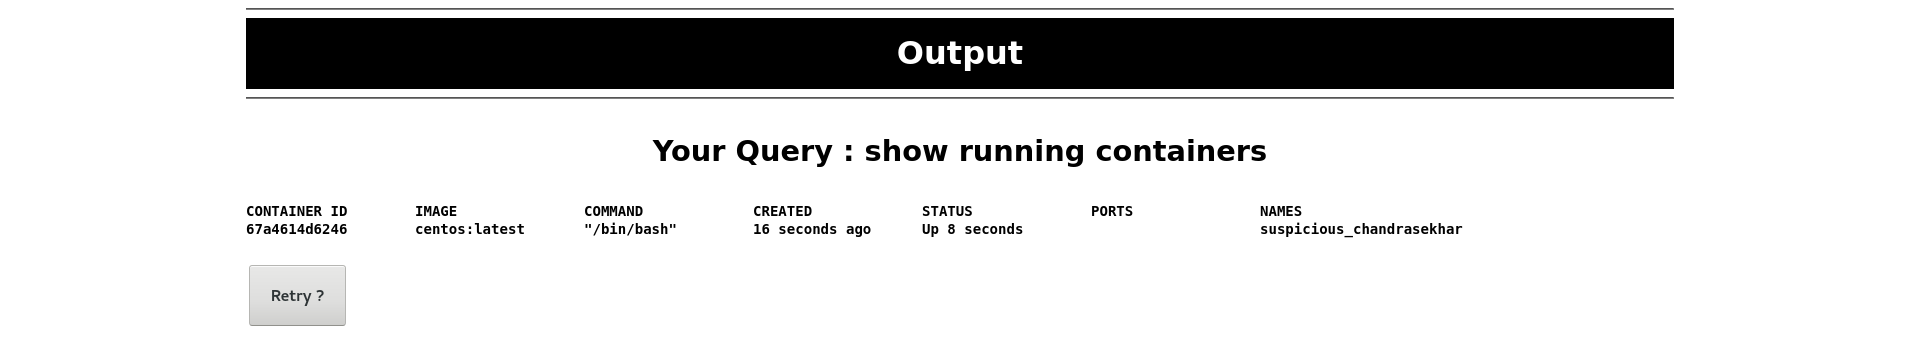 Output
Your Query : show running containers
CONTAINER ID IMAGE COMMAND CREATED STATUS PORTS NAMES
67a4614d6246 centos:latest "/bin/bash" 16 seconds ago Up 8 seconds suspicious_chandrasekhar
Retry ?